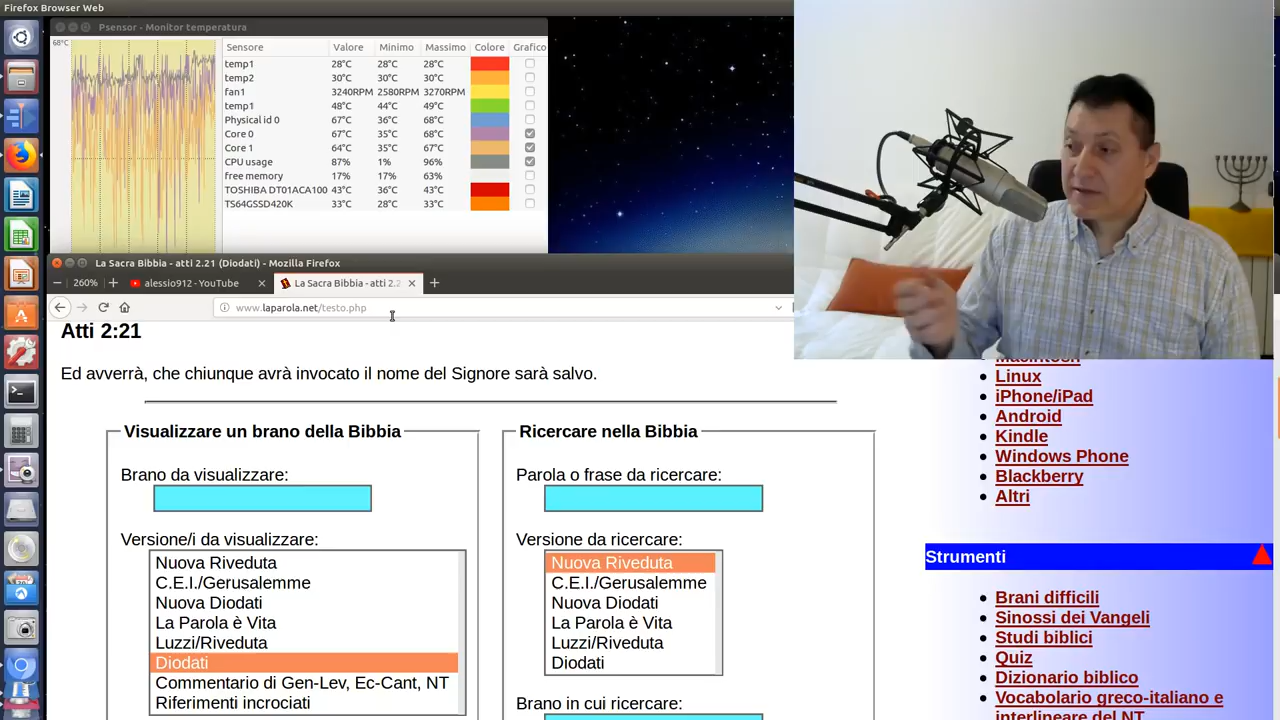 Firefox Browser Web
Psensor - Monitor temperatura
68°C
Sensore Valore Minimo Massimo Colore Grafico
temp1 28°C 28°C 28°C
temp2 30°C 30°C 30°C
fan1 3240RPM 2580RPM 3270RPM
temp1 48°C 44°C 49°C
Physical id 0 67°C 36°C 68°C
Core 0 67°C 35°C 68°C
Core 1 64°C 35°C 67°C
CPU usage 87% 1% 96%
free memory 17% 17% 63%
TOSHIBA DT01ACA100 43°C 36°C 43°C
TS64GSSD420K 33°C 28°C 33°C
La Sacra Bibbia - atti 2.21 (Diodati) - Mozilla Firefox
260% alessio912 - YouTube La Sacra Bibbia - atti 2.2
www.laparola.net/testo.php
Atti 2:21
Ed avverrà, che chiunque avrà invocato il nome del Signore sarà salvo.
Visualizzare un brano della Bibbia
Brano da visualizzare:
Versione/i da visualizzare:
Nuova Riveduta
C.E.I./Gerusalemme
Nuova Diodati
La Parola è Vita
Luzzi/Riveduta
Diodati
Commentario di Gen-Lev, Ec-Cant, NT
Riferimenti incrociati
Ricercare nella Bibbia
Parola o frase da ricercare:
Versione da ricercare:
Nuova Riveduta
C.E.I./Gerusalemme
Nuova Diodati
La Parola è Vita
Luzzi/Riveduta
Diodati
Brano in cui ricercare:
Macintosh
Linux
iPhone/iPad
Android
Kindle
Windows Phone
Blackberry
Altri
Strumenti
Brani difficili
Sinossi dei Vangeli
Studi biblici
Quiz
Dizionario biblico
Vocabolario greco-italiano e
interlineare del NT